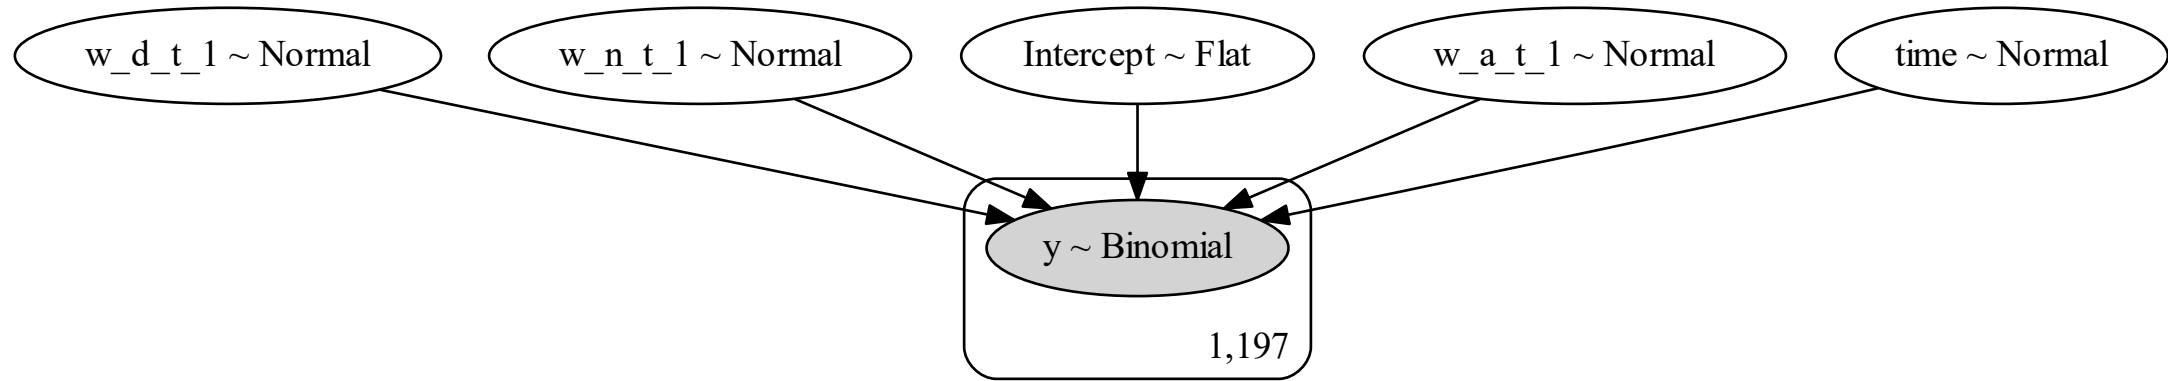 w_d_t_1 ~ Normal
w_n_t_1 ~ Normal
Intercept ~ Flat
w_a_t_1 ~ Normal
time ~ Normal
y ~ Binomial
1,197